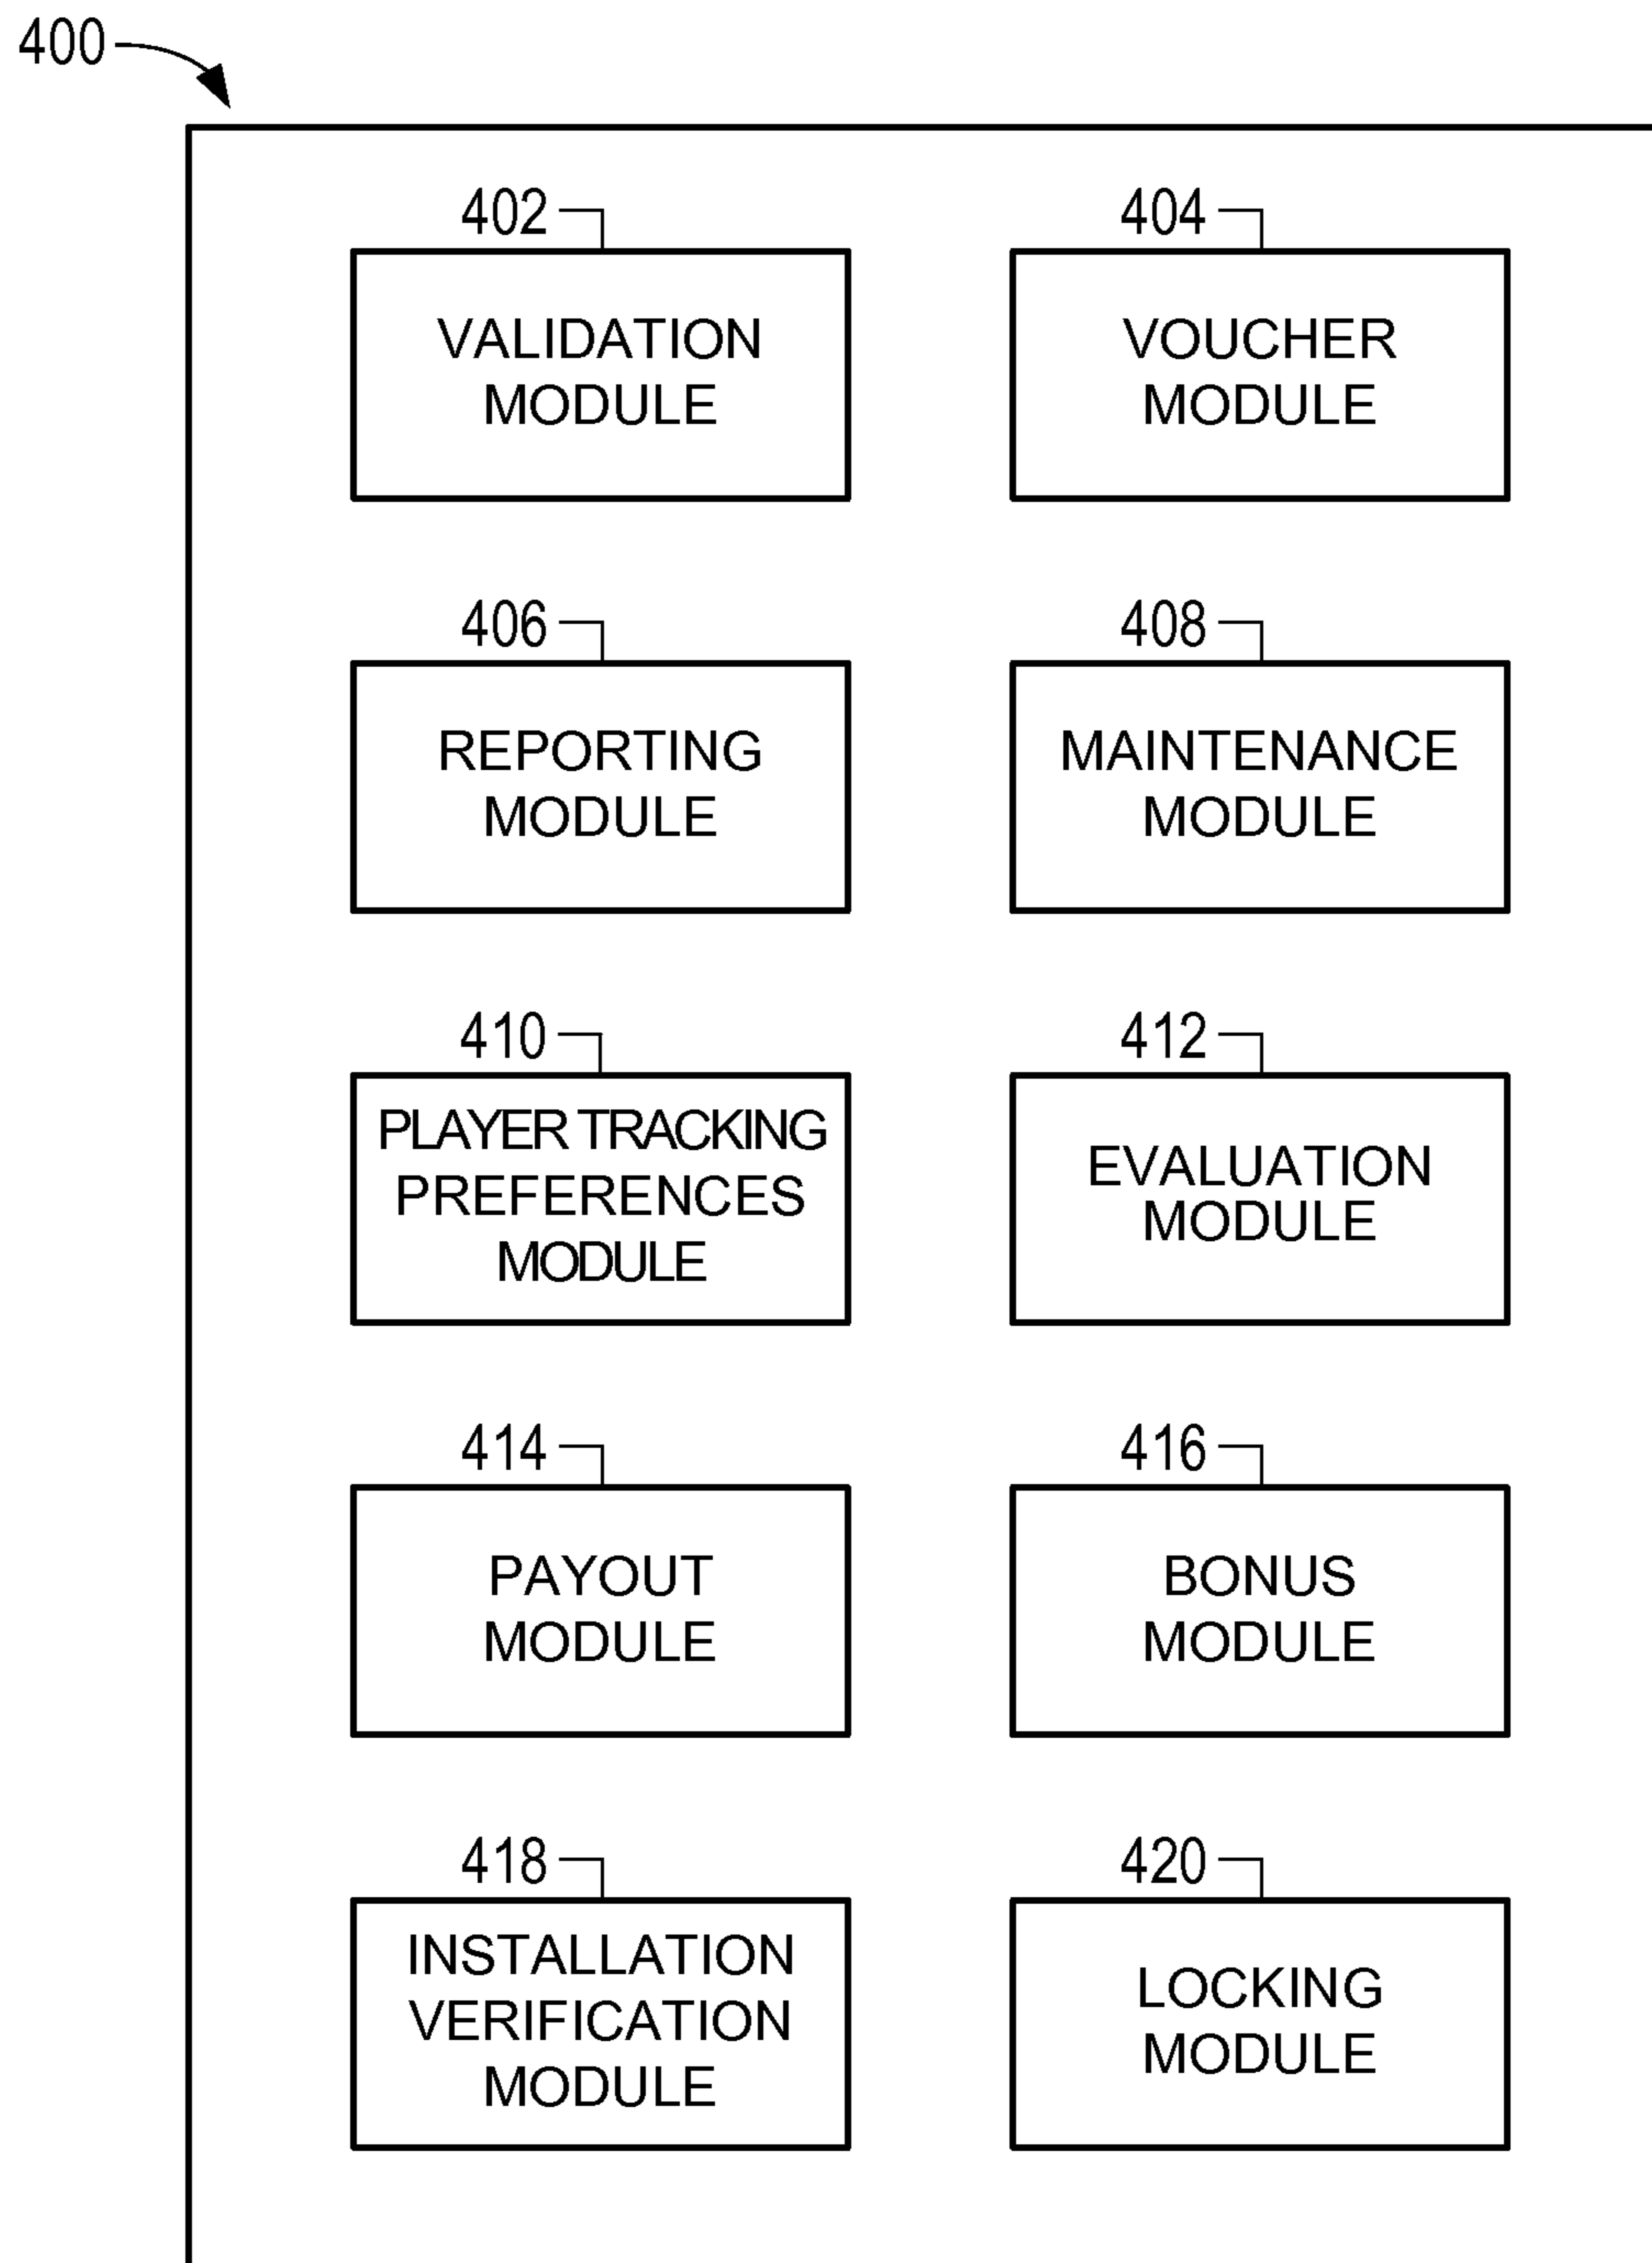 400
402
404
VALIDATION
MODULE
VOUCHER
MODULE
406
408
REPORTING
MODULE
MAINTENANCE
MODULE
410
412
PLAYER TRACKING
PREFERENCES
MODULE
EVALUATION
MODULE
414
416
PAYOUT
MODULE
BONUS
MODULE
418
420
INSTALLATION
VERIFICATION
MODULE
LOCKING
MODULE